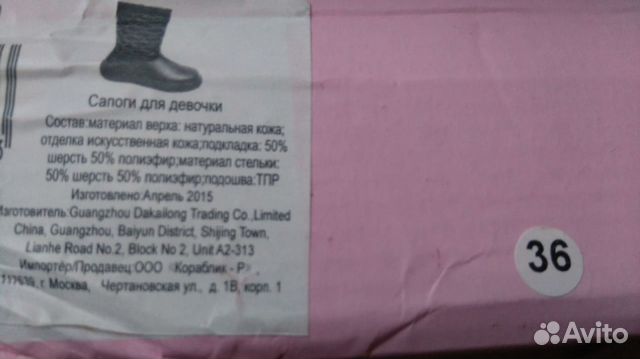 Сапоги для девочки
Состав:материал верха: натуральная кожа;
отделка искусственная кожа;подкладка: 50%
шерсть 50% полиэфир;материал стельки:
50% шерсть 50% полиэфир;подошва:ТПР
Изготовлено:Апрель 2015
Изготовитель:Guangzhou Dakailong Trading Co.,Limited
China, Guangzhou, Baiyun District, Shijing Town,
Lianhe Road No.2, Block No 2, Unit A2-313
Импортёр/Продавец:ООО «Кораблик - Р»
117639, г. Москва, Чертановская ул., д. 1В, корп. 1
36
Avito